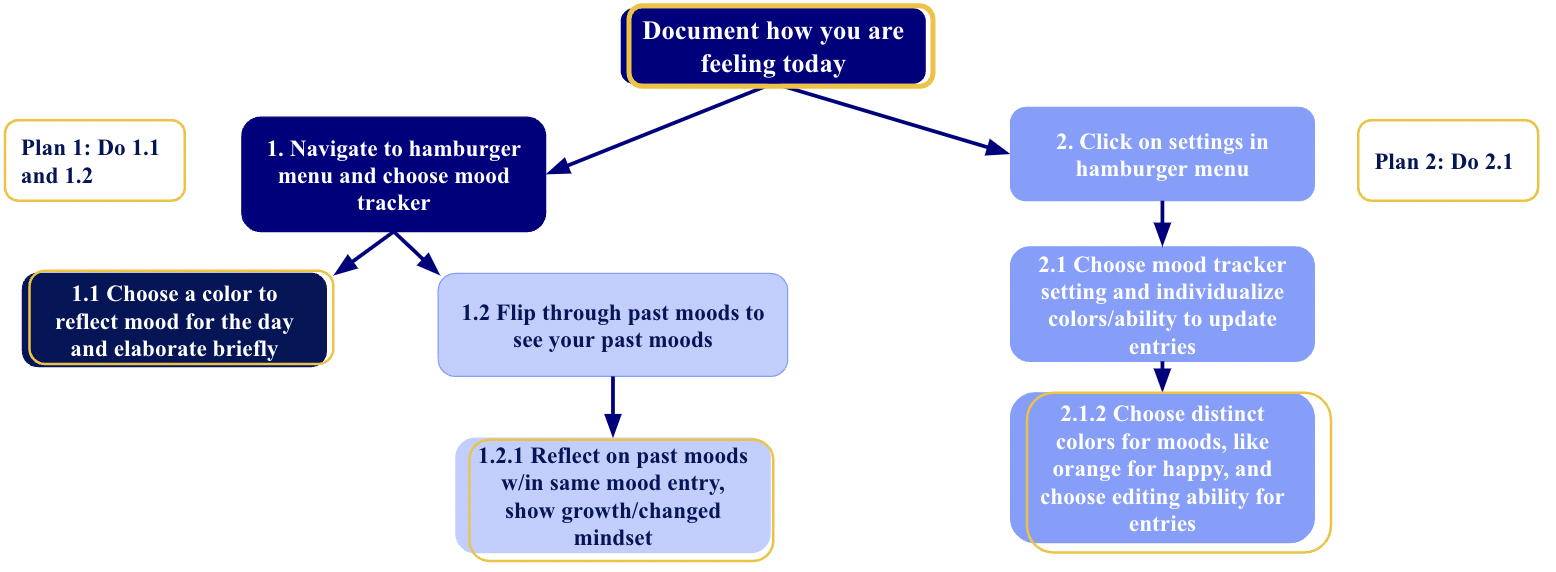 Document how you are
feeling today
Plan 1: Do 1.1
and 1.2
1. Navigate to hamburger
menu and choose mood
tracker
2. Click on settings in
hamburger menu
Plan 2: Do 2.1
1.1 Choose a color to
reflect mood for the day
and elaborate briefly
1.2 Flip through past moods to
see your past moods
2.1 Choose mood tracker
setting and individualize
colors/ability to update
entries
1.2.1 Reflect on past moods
w/in same mood entry,
show growth/changed
mindset
2.1.2 Choose distinct
colors for moods, like
orange for happy, and
choose editing ability for
entries